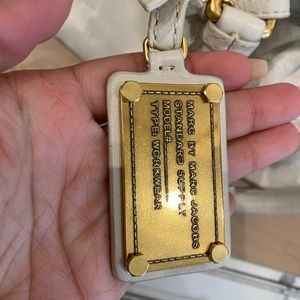 MARC BY MARC JACOBS
STANDARD SUPPLY
MODEL:
TYPE: WORKWEAR